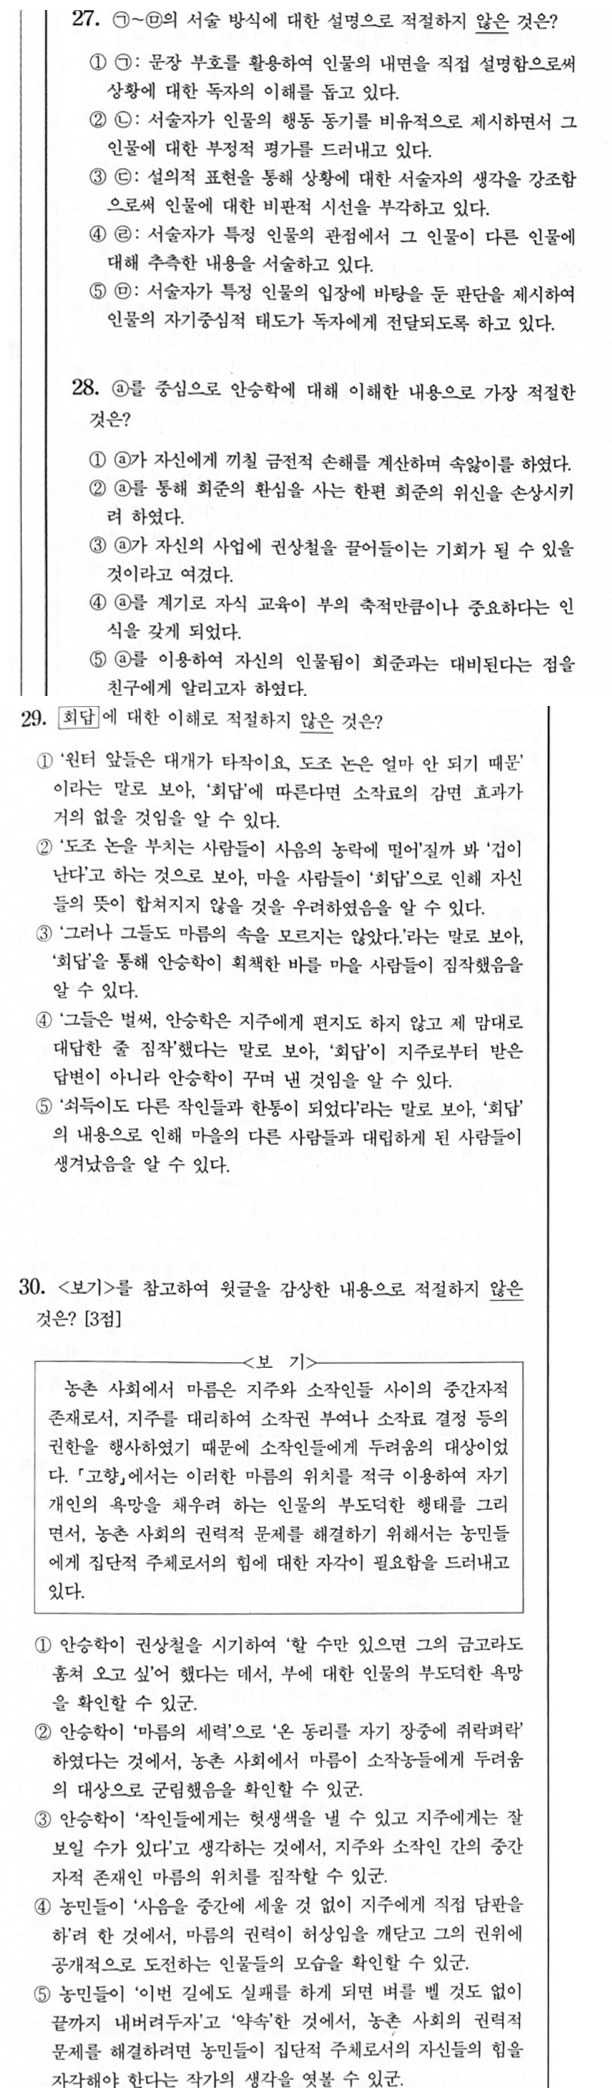 27. ㉠~㉤의 서술 방식에 대한 설명으로 적절하지 않은 것은?
① ㉠: 문장 부호를 활용하여 인물의 내면을 직접 설명함으로써
상황에 대한 독자의 이해를 돕고 있다.
② ㉡: 서술자가 인물의 행동 동기를 비유적으로 제시하면서 그
인물에 대한 부정적 평가를 드러내고 있다.
③ ㉢: 설의적 표현을 통해 상황에 대한 서술자의 생각을 강조함
으로써 인물에 대한 비판적 시선을 부각하고 있다.
④ ㉣: 서술자가 특정 인물의 관점에서 그 인물이 다른 인물에
대해 추측한 내용을 서술하고 있다.
⑤ ㉤: 서술자가 특정 인물의 입장에 바탕을 둔 판단을 제시하여
인물의 자기중심적 태도가 독자에게 전달되도록 하고 있다.
28. ⓐ를 중심으로 안승학에 대해 이해한 내용으로 가장 적절한
것은?
① ⓐ가 자신에게 끼칠 금전적 손해를 계산하며 속앓이를 하였다.
② ⓐ를 통해 희준의 환심을 사는 한편 희준의 위신을 손상시키
려 하였다.
③ ⓐ가 자신의 사업에 권상철을 끌어들이는 기회가 될 수 있을
것이라고 여겼다.
④ ⓐ를 계기로 자식 교육이 부의 축적만큼이나 중요하다는 인
식을 갖게 되었다.
⑤ ⓐ를 이용하여 자신의 인물됨이 희준과는 대비된다는 점을
친구에게 알리고자 하였다.
29. 회답에 대한 이해로 적절하지 않은 것은?
① ‘원터 앞들은 대개가 타작이요, 도조 논은 얼마 안 되기 때문’
이라는 말로 보아, ‘회답’에 따른다면 소작료의 감면 효과가
거의 없을 것임을 알 수 있다.
② ‘도조 논을 부치는 사람들이 사음의 농락에 떨어’질까 봐 ‘겁이
난다’고 하는 것으로 보아, 마을 사람들이 ‘회답’으로 인해 자신
들의 뜻이 합쳐지지 않을 것을 우려하였음을 알 수 있다.
③ ‘그러나 그들도 마름의 속을 모르지는 않았다.’라는 말로 보아,
‘회답’을 통해 안승학이 획책한 바를 마을 사람들이 짐작했음을
알 수 있다.
④ ‘그들은 벌써, 안승학은 지주에게 편지도 하지 않고 제 맘대로
대답한 줄 짐작’했다는 말로 보아, ‘회답’이 지주로부터 받은
답변이 아니라 안승학이 꾸며 낸 것임을 알 수 있다.
⑤ ‘쇠득이도 다른 작인들과 한통이 되었다’라는 말로 보아, ‘회답’
의 내용으로 인해 마을의 다른 사람들과 대립하게 된 사람들이
생겨났음을 알 수 있다.
30. <보기>를 참고하여 윗글을 감상한 내용으로 적절하지 않은
것은? [3점]
<보 기>
농촌 사회에서 마름은 지주와 소작인들 사이의 중간자적
존재로서, 지주를 대리하여 소작권 부여나 소작료 결정 등의
권한을 행사하였기 때문에 소작인들에게 두려움의 대상이었
다. 「고향」에서는 이러한 마름의 위치를 적극 이용하여 자기
개인의 욕망을 채우려 하는 인물의 부도덕한 행태를 그리
면서, 농촌 사회의 권력적 문제를 해결하기 위해서는 농민들
에게 집단적 주체로서의 힘에 대한 자각이 필요함을 드러내고
있다.
① 안승학이 권상철을 시기하여 ‘할 수만 있으면 그의 금고라도
훔쳐 오고 싶’어 했다는 데서, 부에 대한 인물의 부도덕한 욕망
을 확인할 수 있군.
② 안승학이 ‘마름의 세력’으로 ‘온 동리를 자기 장중에 쥐락펴락’
하였다는 것에서, 농촌 사회에서 마름이 소작농들에게 두려움
의 대상으로 군림했음을 확인할 수 있군.
③ 안승학이 ‘작인들에게는 헛생색을 낼 수 있고 지주에게는 잘
보일 수가 있다’고 생각하는 것에서, 지주와 소작인 간의 중간
자적 존재인 마름의 위치를 짐작할 수 있군.
④ 농민들이 ‘사음을 중간에 세울 것 없이 지주에게 직접 담판을
하’려 한 것에서, 마름의 권력이 허상임을 깨닫고 그의 권위에
공개적으로 도전하는 인물들의 모습을 확인할 수 있군.
⑤ 농민들이 ‘이번 길에도 실패를 하게 되면 벼를 벨 것도 없이
끝까지 내버려두자’고 ‘약속’한 것에서, 농촌 사회의 권력적
문제를 해결하려면 농민들이 집단적 주체로서의 자신들의 힘을
자각해야 한다는 작가의 생각을 엿볼 수 있군.